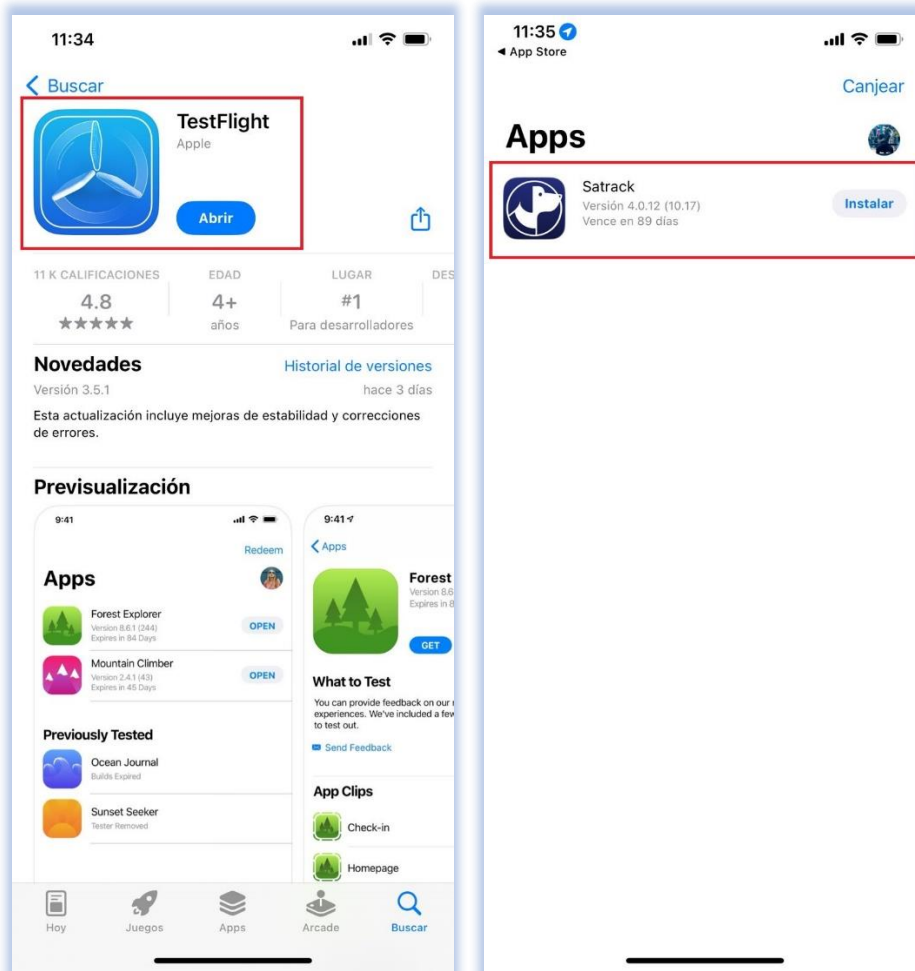 11:34
Buscar
TestFlight
Apple
Abrir
11 K CALIFICACIONES EDAD LUGAR DES
4.8 4+ #1
★★★★★ años Para desarrolladores
Novedades Historial de versiones
Versión 3.5.1 hace 3 días
Esta actualización incluye mejoras de estabilidad y correcciones
de errores.
Previsualización
9:41
Redeem
Apps
Forest Explorer
Version 8.6.1 (244)
Expires in 84 Days
OPEN
Mountain Climber
Version 2.4.1 (43)
Expires in 45 Days
OPEN
Previously Tested
Ocean Journal
Builds Expired
Sunset Seeker
Tester Removed
9:41
Apps
Forest
Version 8.6
Expires in 8
GET
What to Test
You can provide feedback on our
experiences. We've included a few
to test out.
Send Feedback
App Clips
Check-in
Homepage
Hoy Juegos Apps Arcade Buscar
11:35
App Store
Canjear
Apps
Satrack
Versión 4.0.12 (10.17)
Vence en 89 días
Instalar